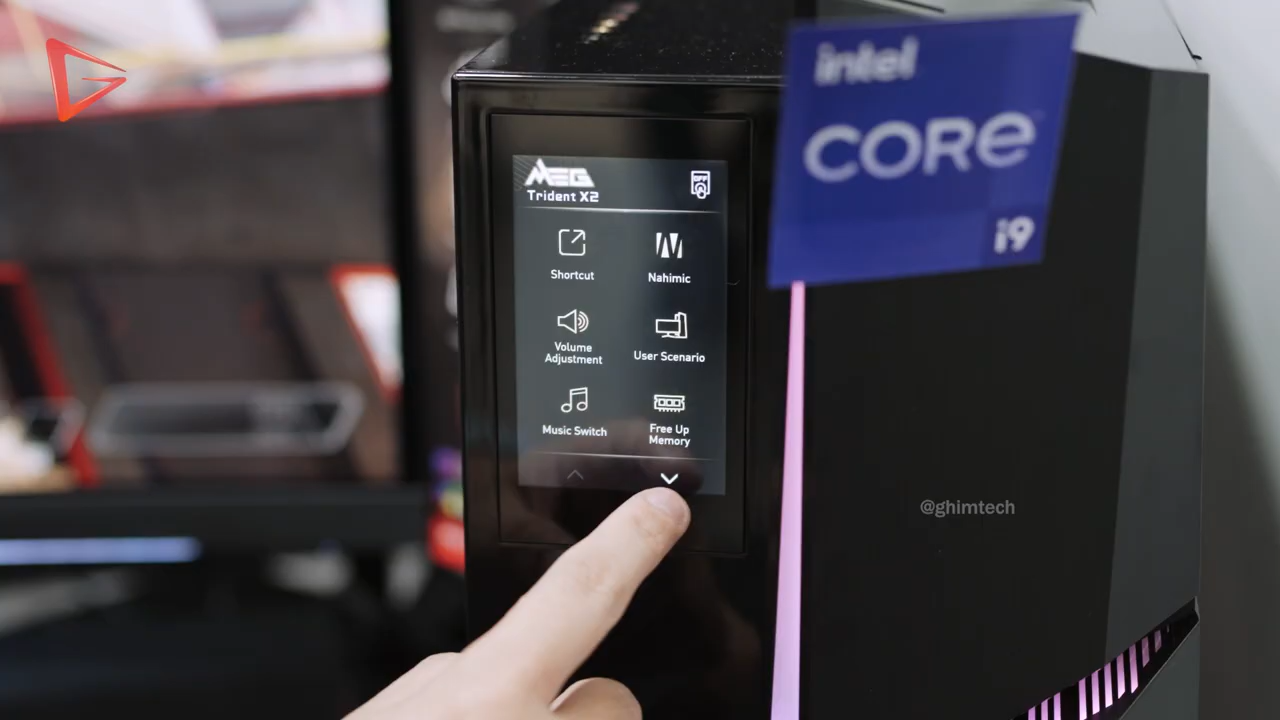 intel
CORE
i9
MEG
Trident X2
Shortcut
Nahimic
Volume
Adjustment
User Scenario
Music Switch
Free Up
Memory
@ghimtech